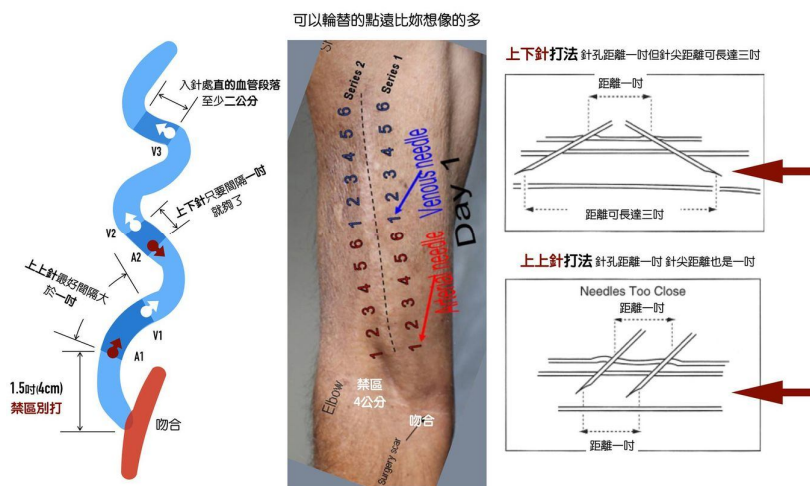 可以輪替的點遠比妳想像的多
入針處直的血管段落
至少二公分
V3
上下針只要間隔一吋
就夠了
V2
A2
上上針最好間隔大
於一吋
V1
A1
1.5吋(4cm)
禁區別打
吻合
Series 2
Series 1
6 6
5 5
4 4
3 3
2 2
1 1
6 6
5 5
4 4
3 3
2 2
1 1
Venous needle
Arterial needle
Day 1
Elbow
禁區
4公分
吻合
Surgery scar
上下針打法 針孔距離一吋但針尖距離可長達三吋
距離一吋
距離可長達三吋
上上針打法 針孔距離一吋 針尖距離也是一吋
Needles Too Close
距離一吋
距離一吋